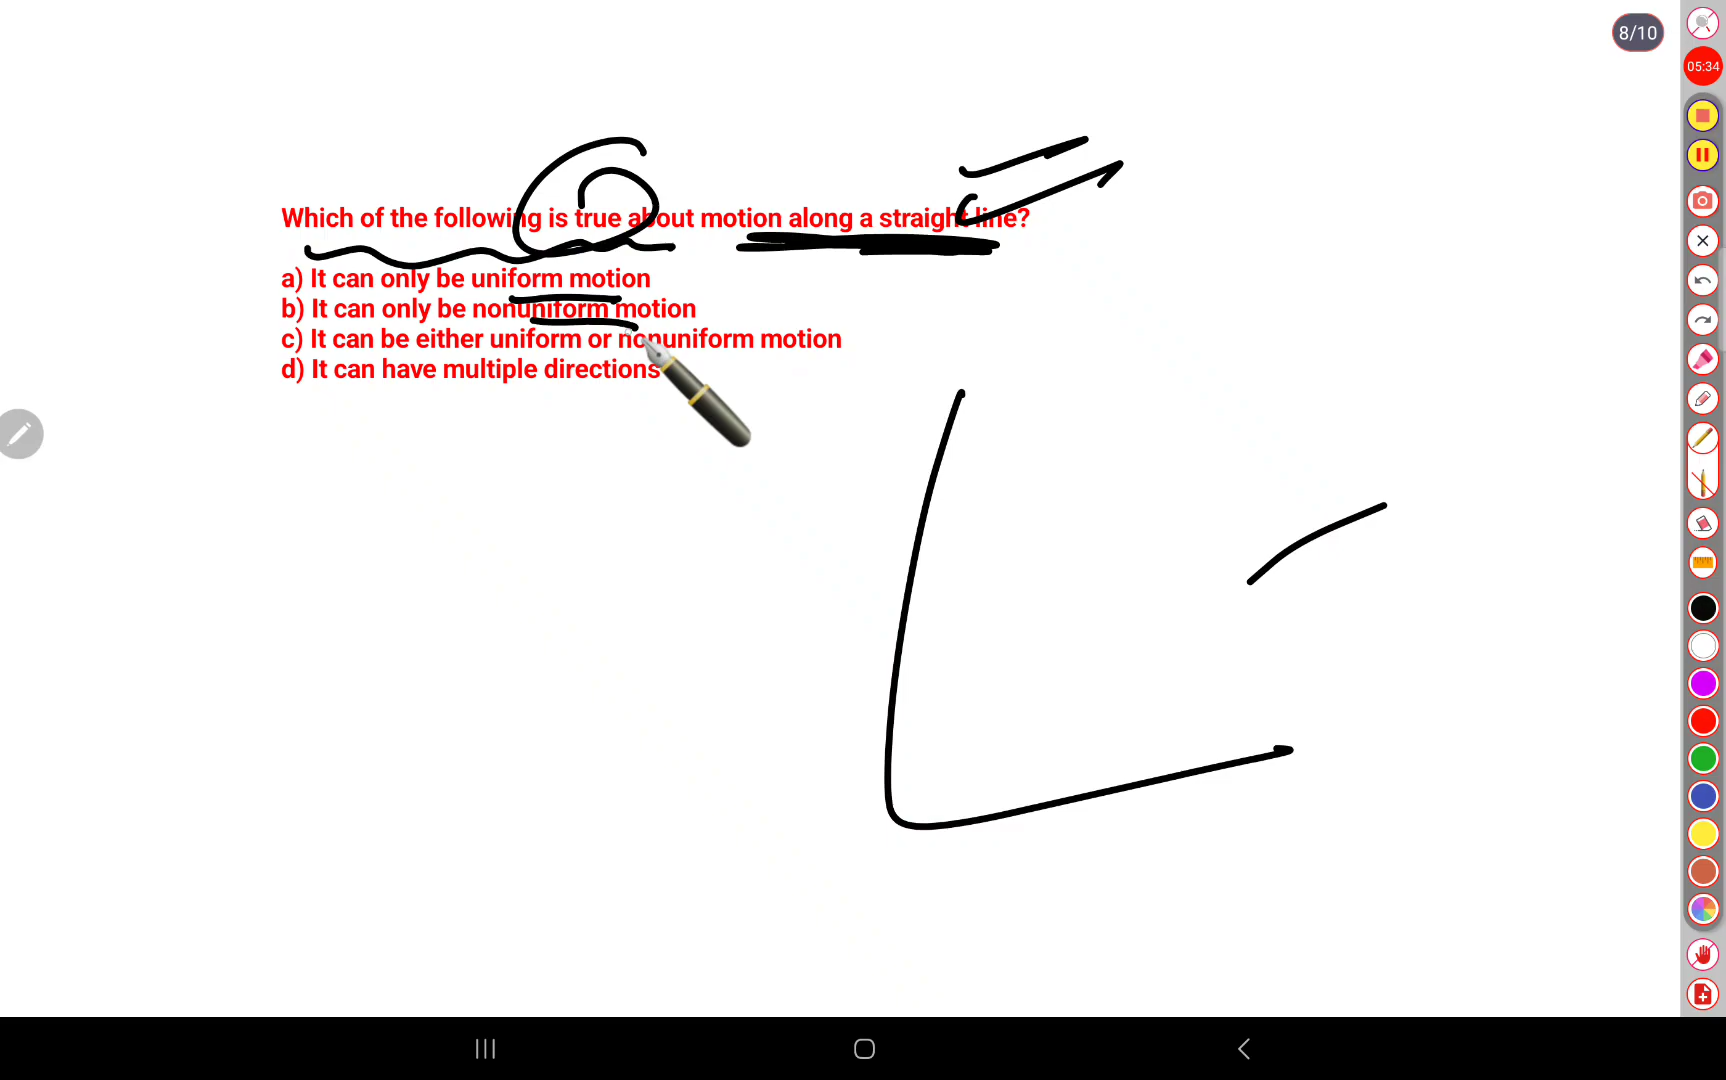 8/10
05:34
Which of the following is true about motion along a straight line?
a) It can only be uniform motion
b) It can only be nonuniform motion
c) It can be either uniform or nonuniform motion
d) It can have multiple directions